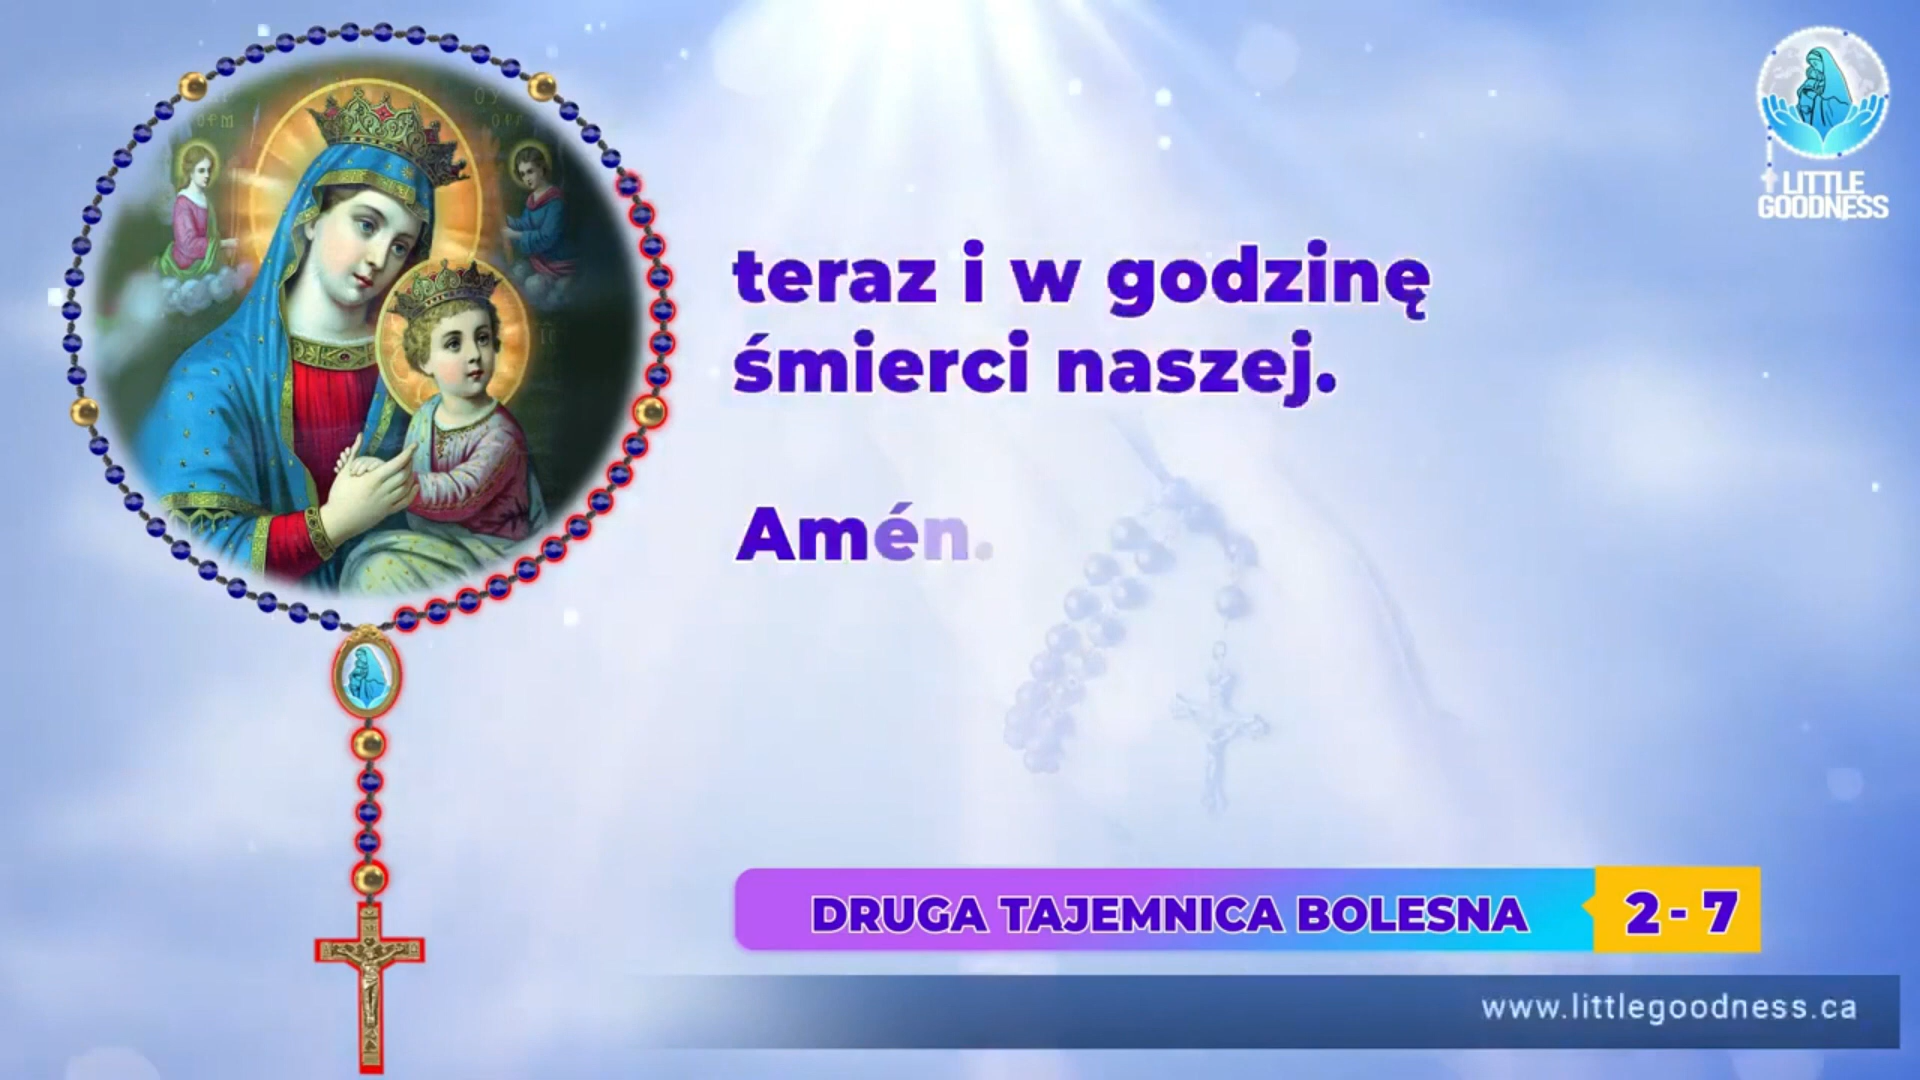 LITTLE
GOODNESS
teraz i w godzinę
śmierci naszej.
Amén.
DRUGA TAJEMNICA BOLESNA
2 - 7
www.littlegoodness.ca